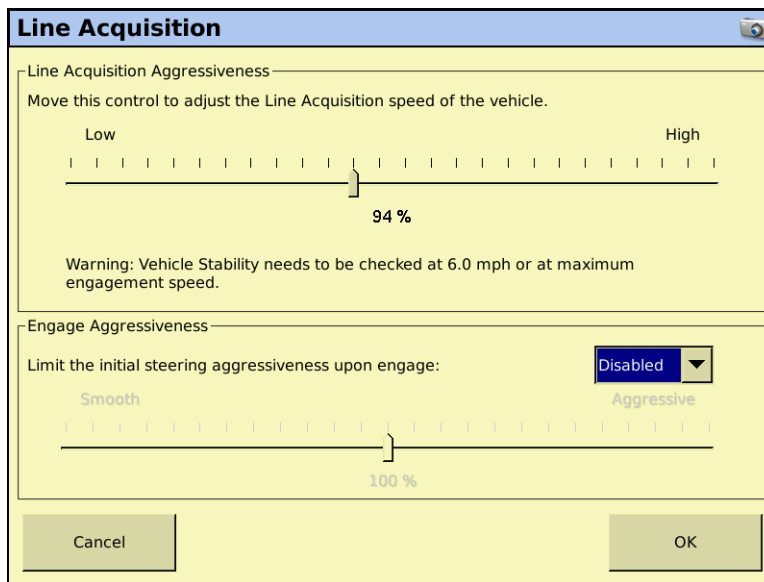 Line Acquisition
Line Acquisition Aggressiveness
Move this control to adjust the Line Acquisition speed of the vehicle.
Low High
94 %
Warning: Vehicle Stability needs to be checked at 6.0 mph or at maximum
engagement speed.
Engage Aggressiveness
Limit the initial steering aggressiveness upon engage: Disabled
Smooth Aggressive
100 %
Cancel OK